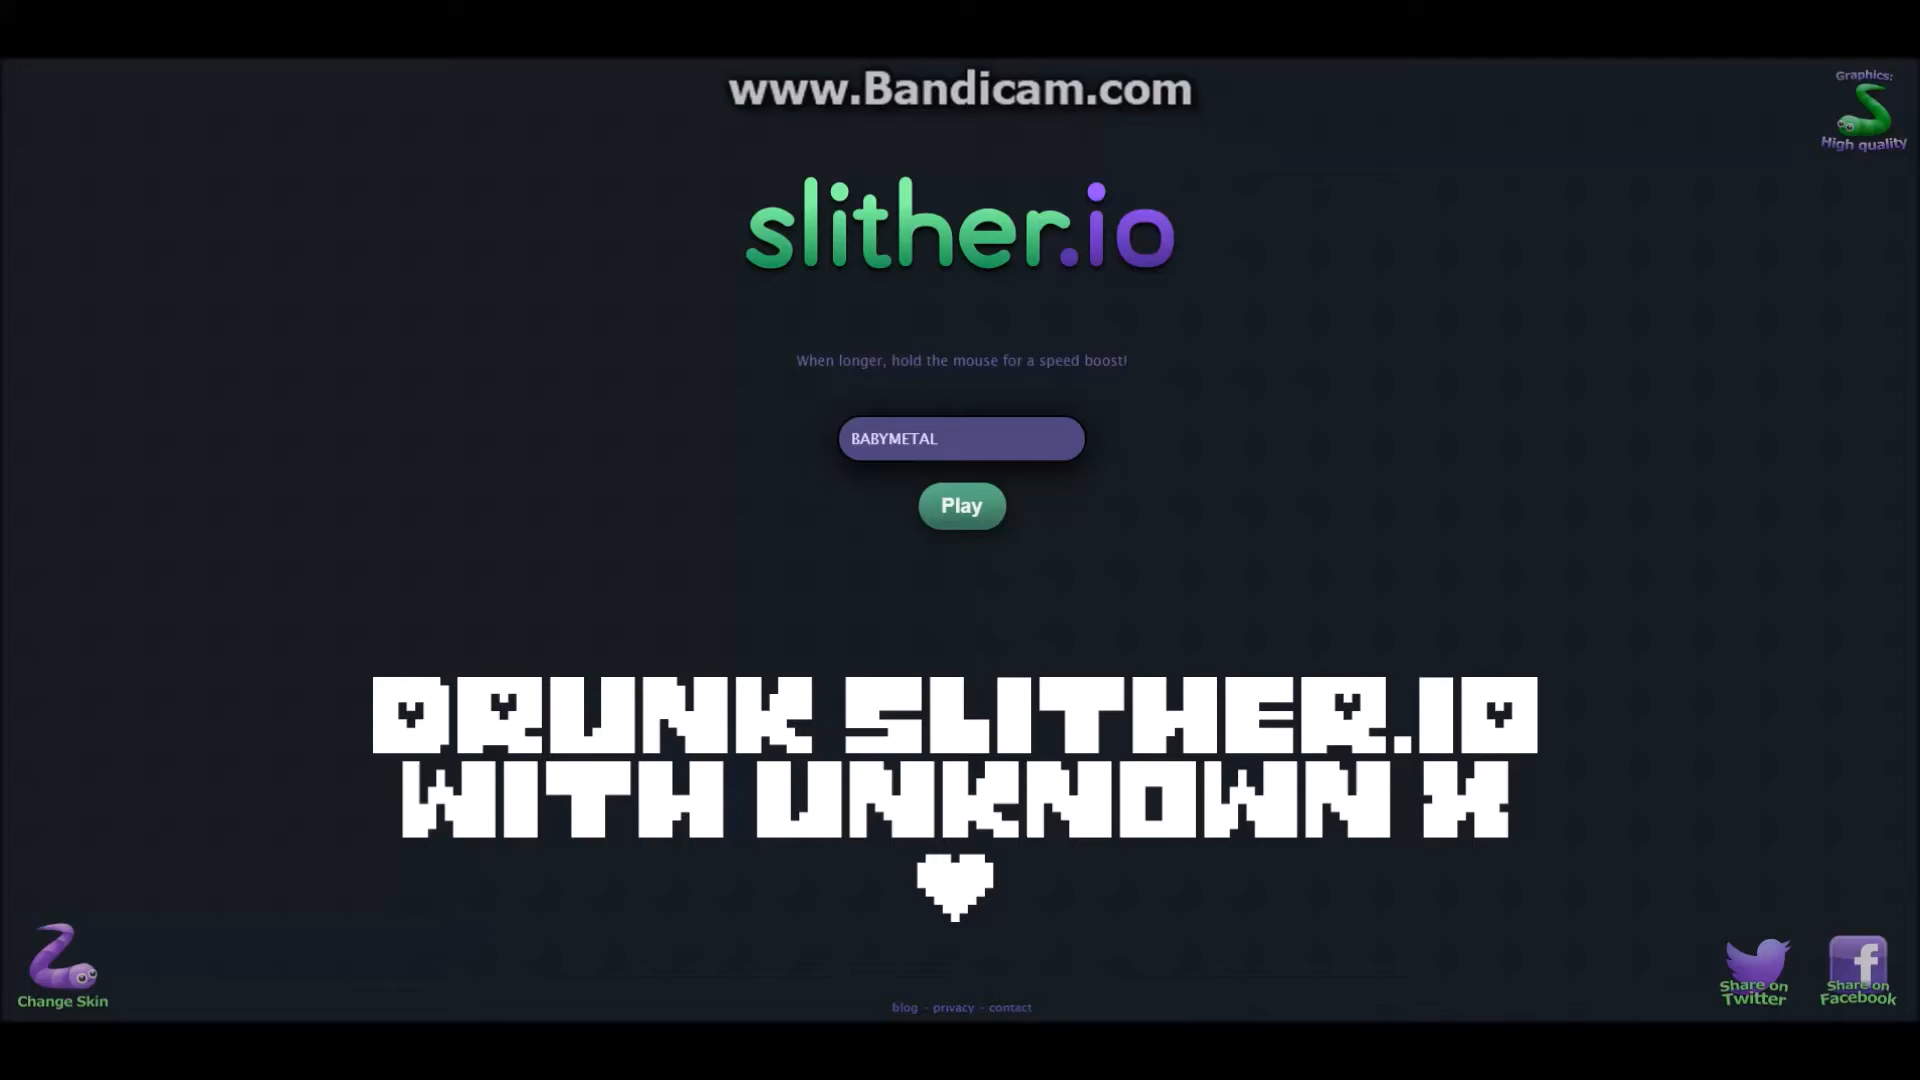 www.Bandicam.com
Graphics:
High quality
slither.io
When longer, hold the mouse for a speed boost!
BABYMETAL
Play
DRUNK SLITHER.IO
WITH UNKNOWN X
Change Skin
Share on
Twitter
Share on
Facebook
blog - privacy - contact